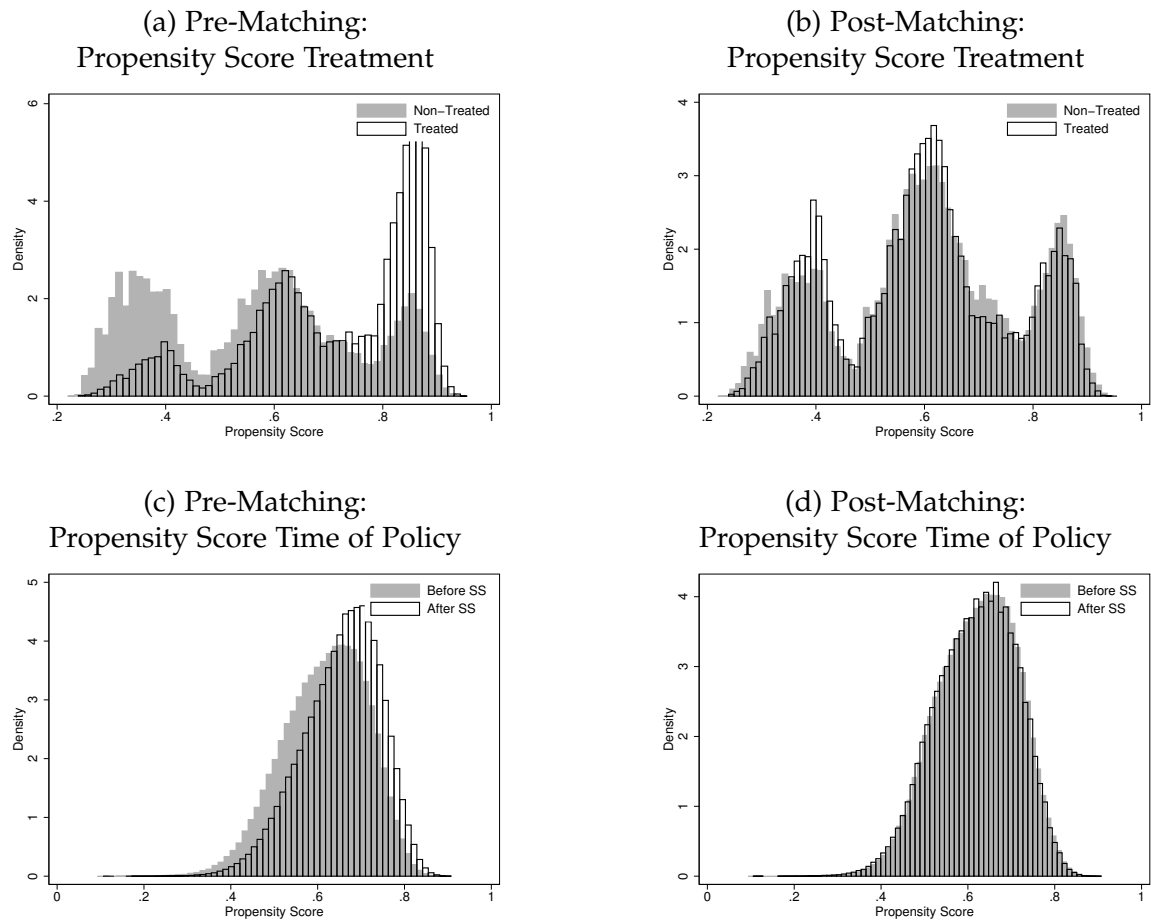 (a) Pre-Matching:
Propensity Score Treatment
6
4
2
0
Density
.2 .4 .6 .8 1
Propensity Score
Non−Treated
Treated
(b) Post-Matching:
Propensity Score Treatment
4
3
2
1
0
Density
.2 .4 .6 .8 1
Propensity Score
Non−Treated
Treated
(c) Pre-Matching:
Propensity Score Time of Policy
5
4
3
2
1
0
Density
0 .2 .4 .6 .8 1
Propensity Score
Before SS
After SS
(d) Post-Matching:
Propensity Score Time of Policy
4
3
2
1
0
Density
0 .2 .4 .6 .8 1
Propensity Score
Before SS
After SS